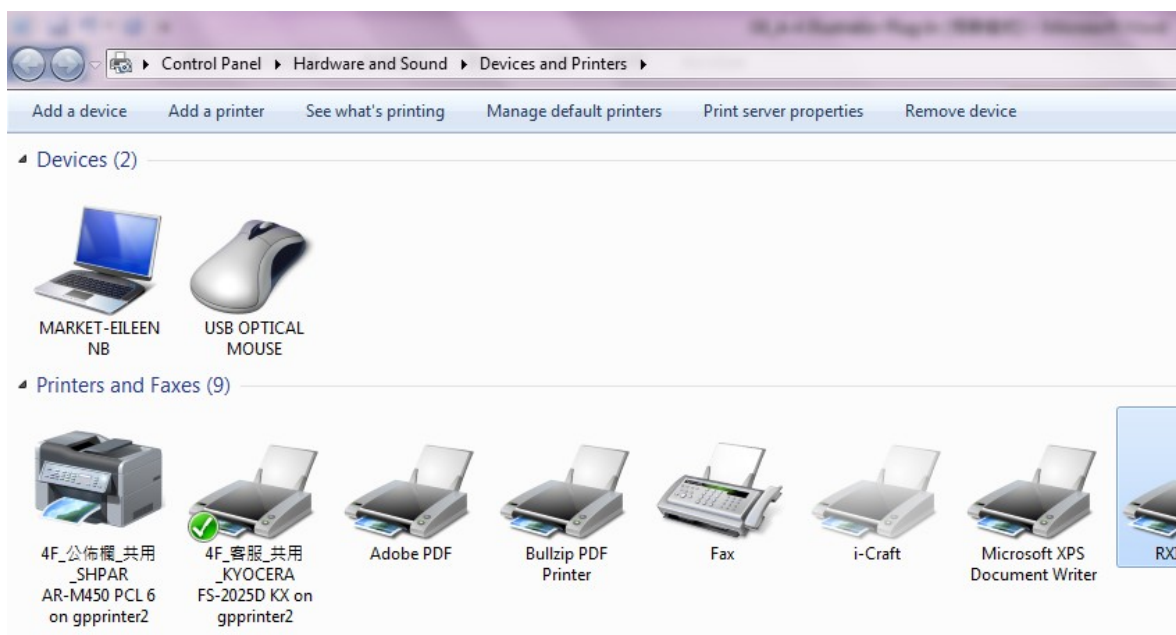 Control Panel ▸ Hardware and Sound ▸ Devices and Printers ▸
Add a device Add a printer See what's printing Manage default printers Print server properties Remove device
Devices (2)
MARKET-EILEEN
NB
USB OPTICAL
MOUSE
Printers and Faxes (9)
4F_公佈欄_共用
_SHPAR
AR-M450 PCL 6
on gpprinter2
4F_客服_共用
_KYOCERA
FS-2025D KX on
gpprinter2
Adobe PDF
Bullzip PDF
Printer
Fax
i-Craft
Microsoft XPS
Document Writer